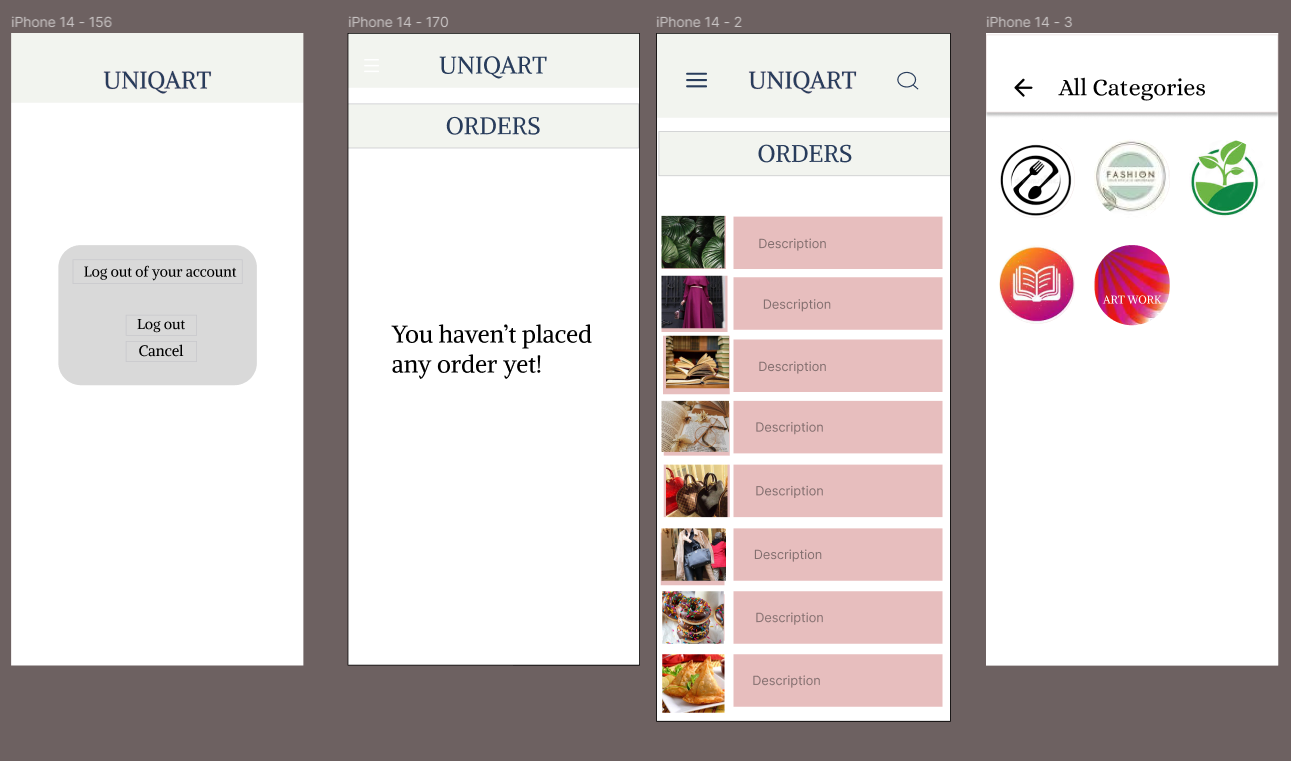 iPhone 14 - 156
UNIQART
Log out of your account
Log out
Cancel
iPhone 14 - 170
UNIQART
ORDERS
You haven't placed
any order yet!
iPhone 14 - 2
UNIQART
ORDERS
Description
Description
Description
Description
Description
Description
Description
Description
iPhone 14 - 3
All Categories
FASHION
ART WORK